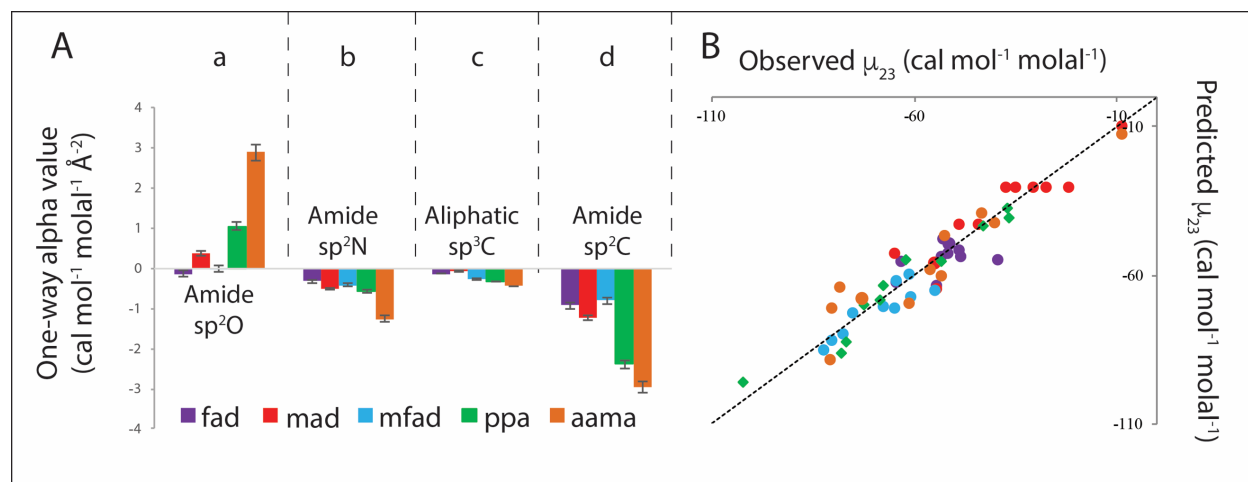 A
a
b
c
d
One-way alpha value
(cal mol-1 molal-1 Å-2)
4
3
2
1
0
-1
-2
-3
-4
Amide
sp2O
Amide
sp2N
Aliphatic
sp3C
Amide
sp2C
fad
mad
mfad
ppa
aama
B
Observed μ23 (cal mol-1 molal-1)
-110
-60
-10
-10
-60
-110
Predicted μ23 (cal mol-1 molal-1)